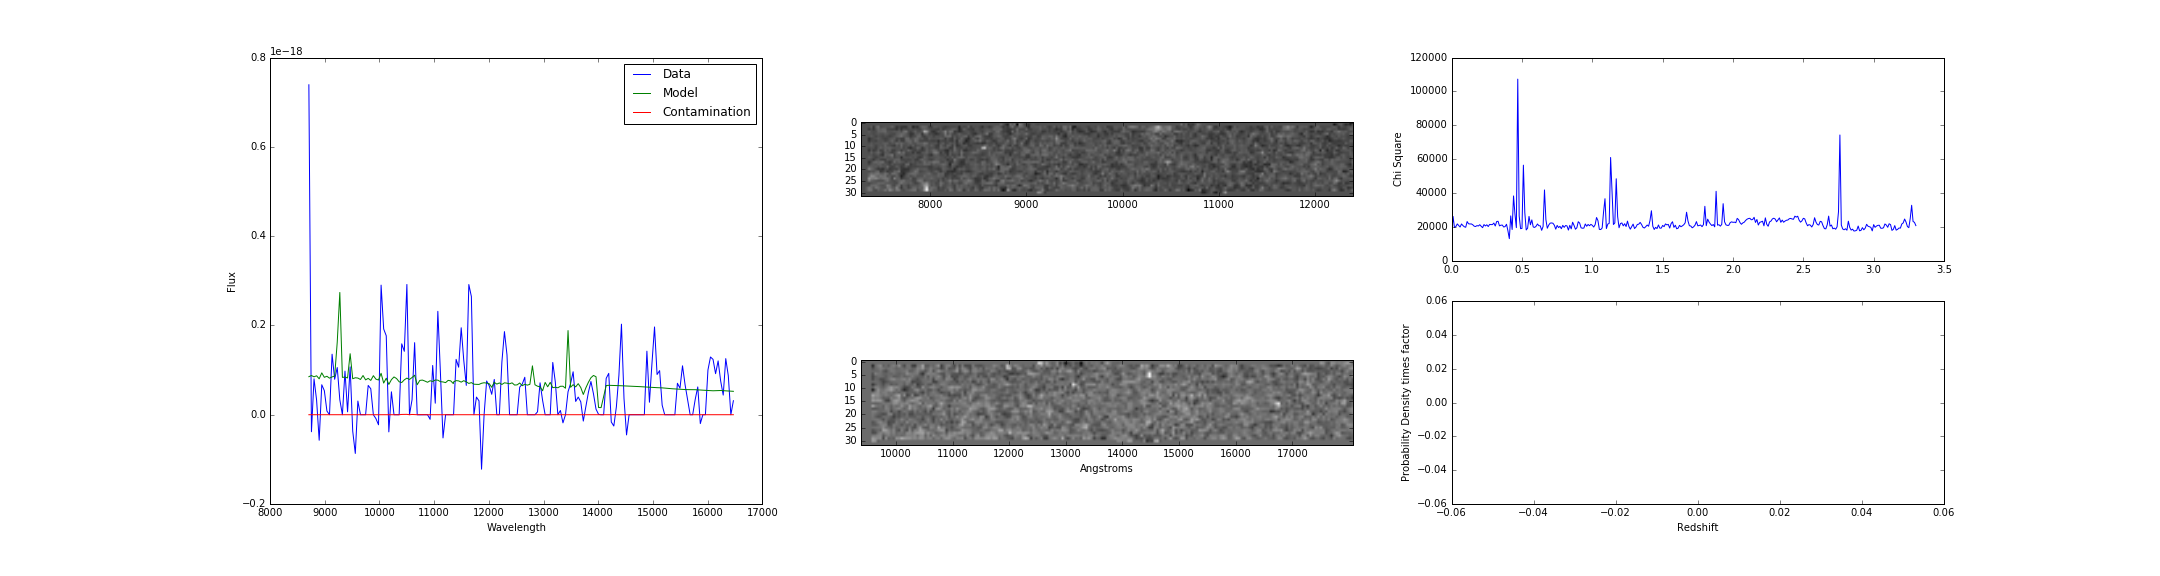 1e−18
0.8
0.6
0.4
0.2
0.0
−0.2
Flux
8000 9000 10000 11000 12000 13000 14000 15000 16000 17000
Wavelength
Data
Model
Contamination
0
5
10
15
20
25
30
8000 9000 10000 11000 12000
0
5
10
15
20
25
30
10000 11000 12000 13000 14000 15000 16000 17000
Angstroms
120000
100000
80000
60000
40000
20000
0
Chi Square
0.0 0.5 1.0 1.5 2.0 2.5 3.0 3.5
0.06
0.04
0.02
0.00
−0.02
−0.04
−0.06
Probability Density times factor
−0.06 −0.04 −0.02 0.00 0.02 0.04 0.06
Redshift